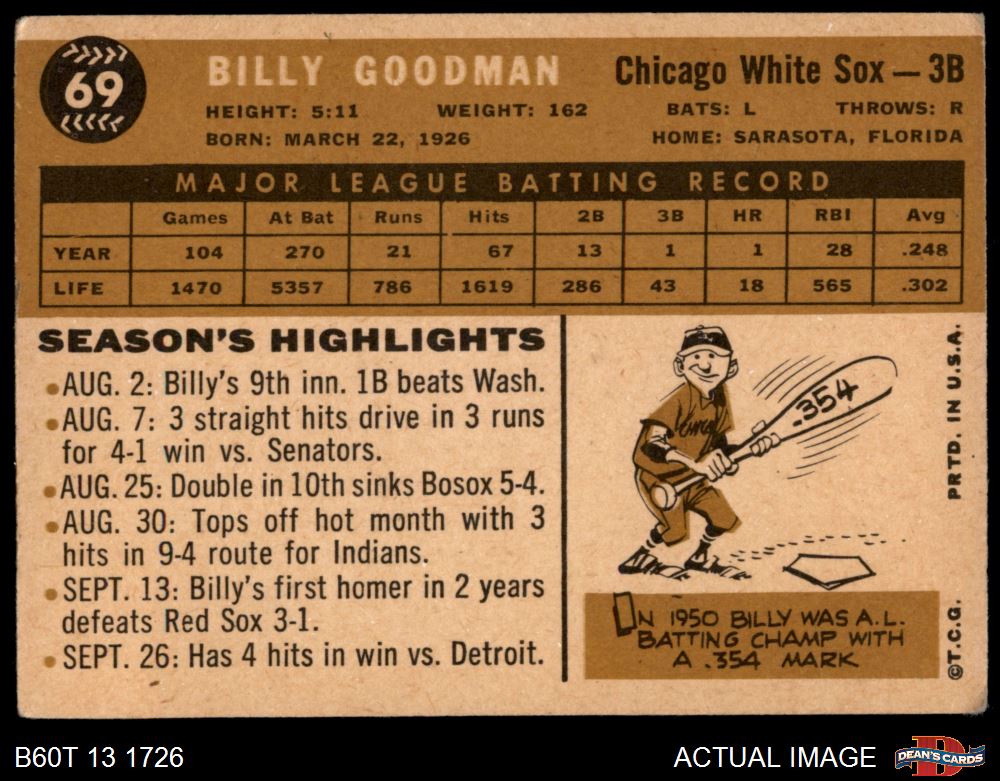 69
BILLY GOODMAN Chicago White Sox — 3B
HEIGHT: 5:11 WEIGHT: 162 BATS: L THROWS: R
BORN: MARCH 22, 1926 HOME: SARASOTA, FLORIDA
MAJOR LEAGUE BATTING RECORD
Games At Bat Runs Hits 2B 3B HR RBI Avg
YEAR 104 270 21 67 13 1 1 28 .248
LIFE 1470 5357 786 1619 286 43 18 565 .302
SEASON'S HIGHLIGHTS
• AUG. 2: Billy's 9th inn. 1B beats Wash.
• AUG. 7: 3 straight hits drive in 3 runs
for 4-1 win vs. Senators.
• AUG. 25: Double in 10th sinks Bosox 5-4.
• AUG. 30: Tops off hot month with 3
hits in 9-4 route for Indians.
• SEPT. 13: Billy's first homer in 2 years
defeats Red Sox 3-1.
• SEPT. 26: Has 4 hits in win vs. Detroit.
.354
IN 1950 BILLY WAS A.L.
BATTING CHAMP WITH
A .354 MARK
©T.C.G. PRTD. IN U.S.A.
B60T 13 1726 ACTUAL IMAGE
DEAN'S CARDS